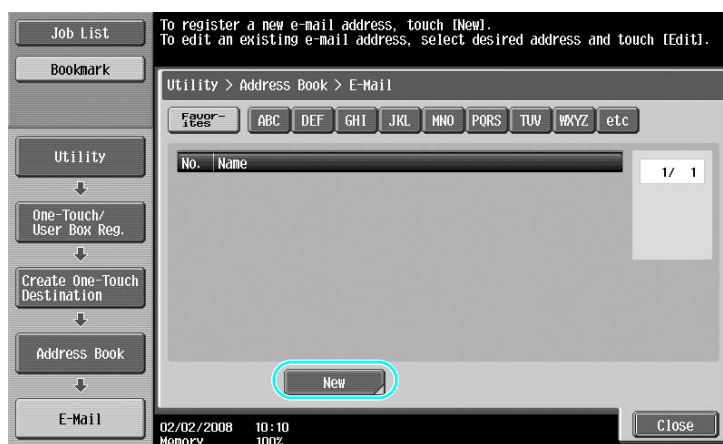 To register a new e-mail address, touch [New].
To edit an existing e-mail address, select desired address and touch [Edit].
Job List
Bookmark
Utility > Address Book > E-Mail
Favor-
ites
ABC DEF GHI JKL MNO PQRS TUV WXYZ etc
No. Name
1/ 1
Utility
One-Touch/
User Box Reg.
Create One-Touch
Destination
Address Book
E-Mail
New
02/02/2008 10:10
Memory 100%
Close